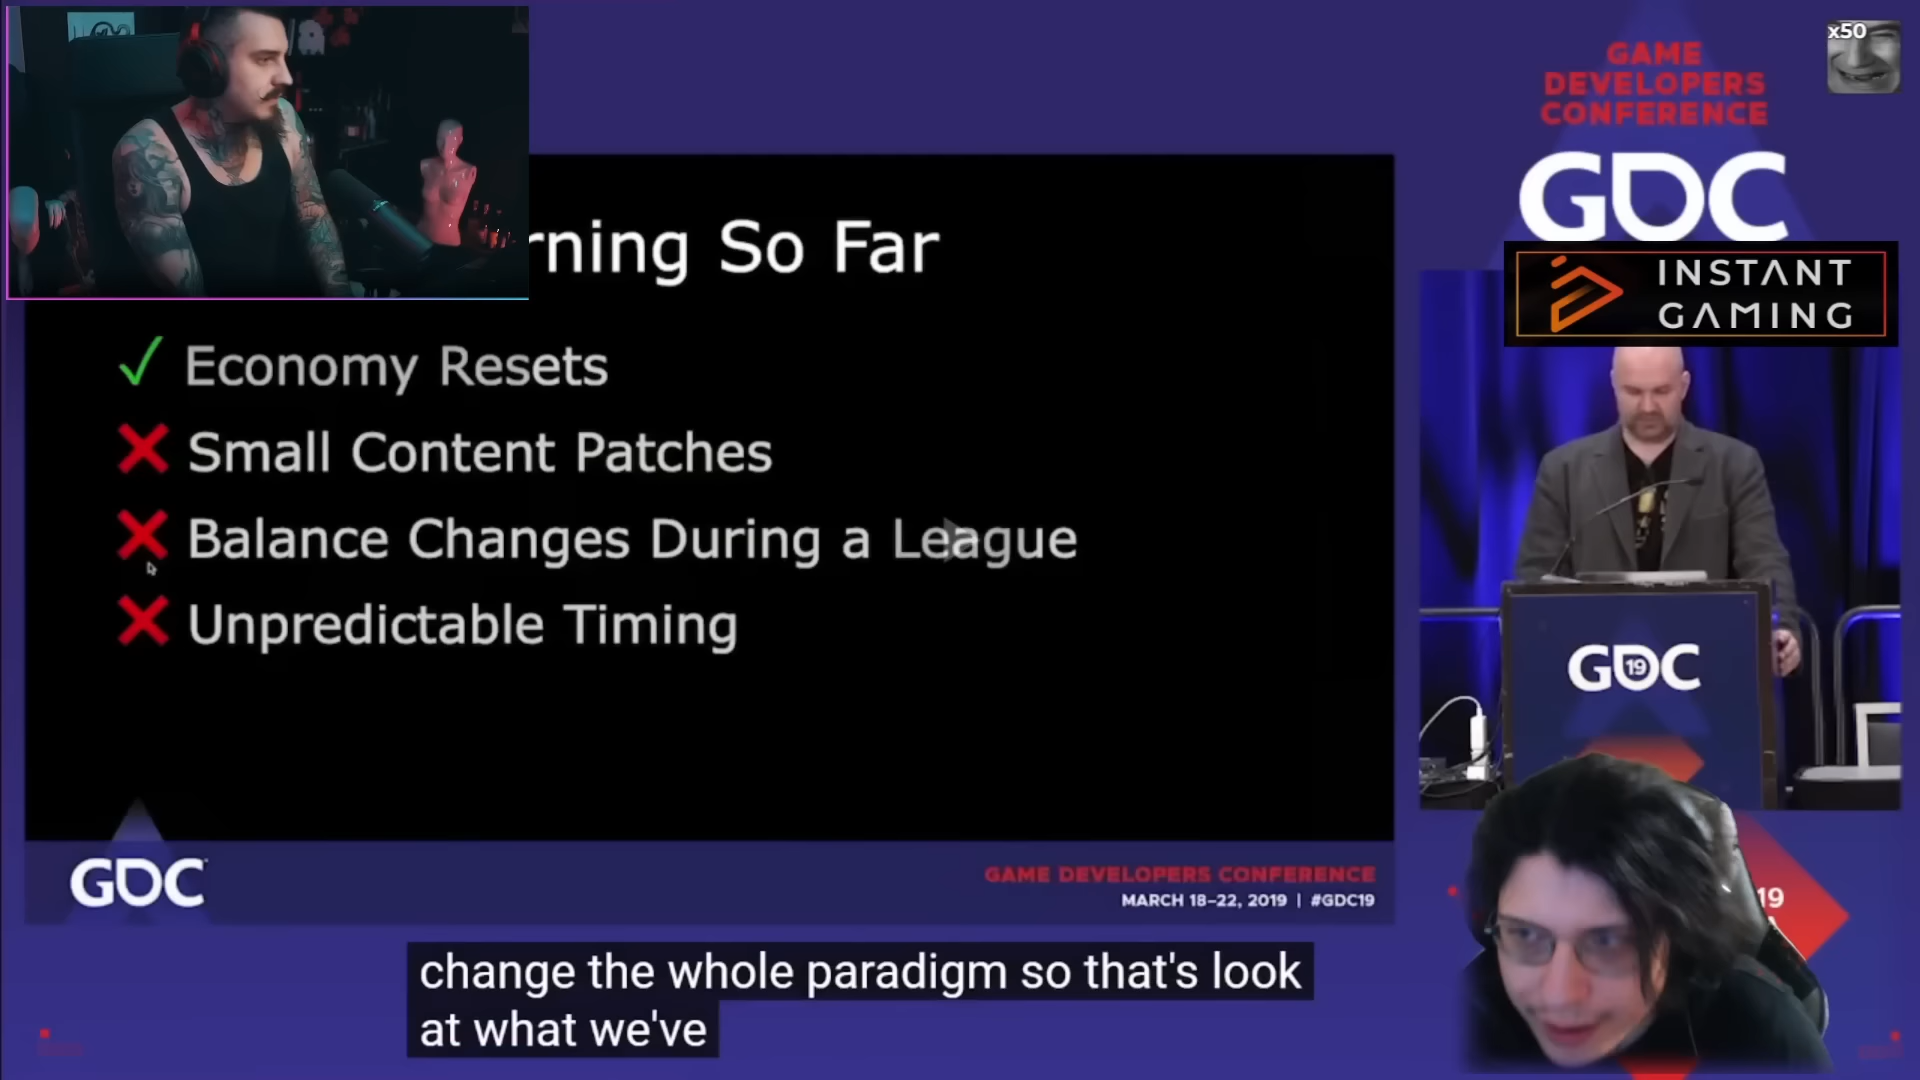 x50
GAME
DEVELOPERS
CONFERENCE
GDC
INSTANT
GAMING
rning So Far
✓ Economy Resets
✗ Small Content Patches
✗ Balance Changes During a League
✗ Unpredictable Timing
GDC 19
GDC
GAME DEVELOPERS CONFERENCE
MARCH 18–22, 2019 | #GDC19
19
change the whole paradigm so that's look
at what we've